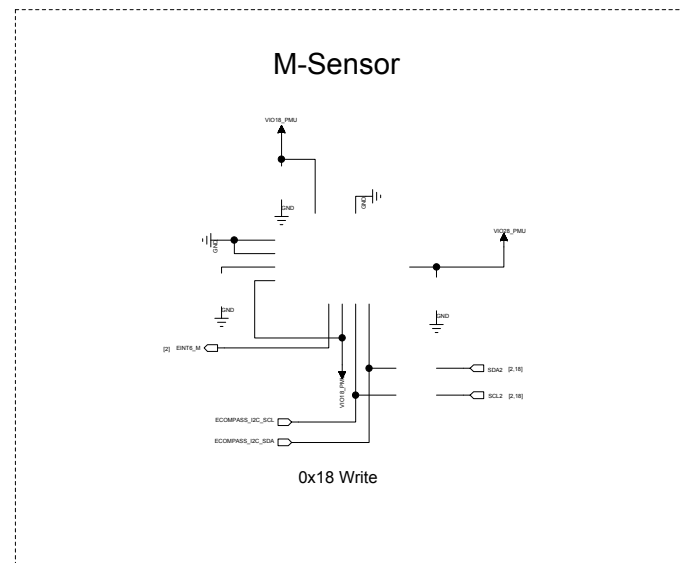 M-Sensor
VIO18_PMU
GND
GND
GND
VIO28_PMU
GND
GND
[2] EINT6_M
VIO18_PMU
SDA2 [2,18]
SCL2 [2,18]
ECOMPASS_I2C_SCL
ECOMPASS_I2C_SDA
0x18 Write